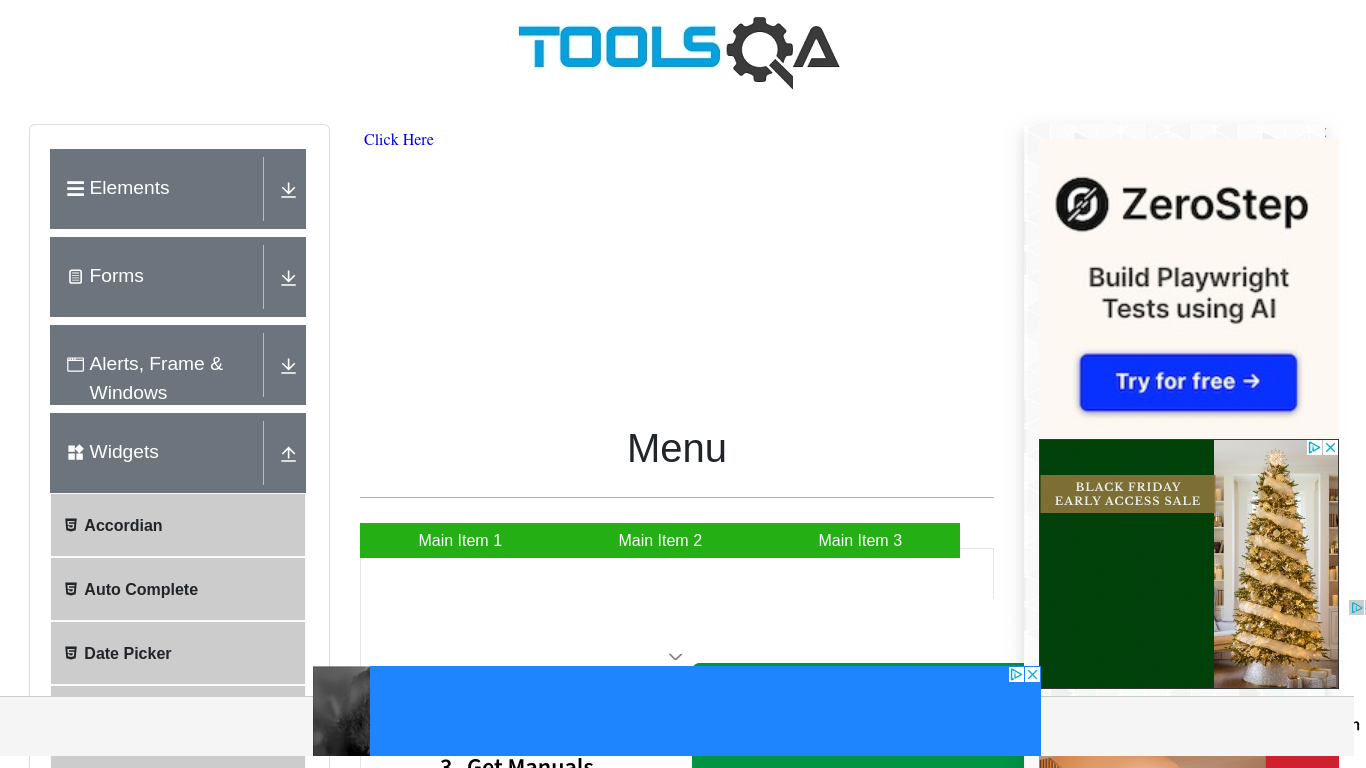 TOOLSQA
Elements
Forms
Alerts, Frame &
Windows
Widgets
Accordian
Auto Complete
Date Picker
Click Here
Menu
Main Item 1
Main Item 2
Main Item 3
3. Get Manuals
ZeroStep
Build Playwright
Tests using AI
Try for free →
BLACK FRIDAY
EARLY ACCESS SALE